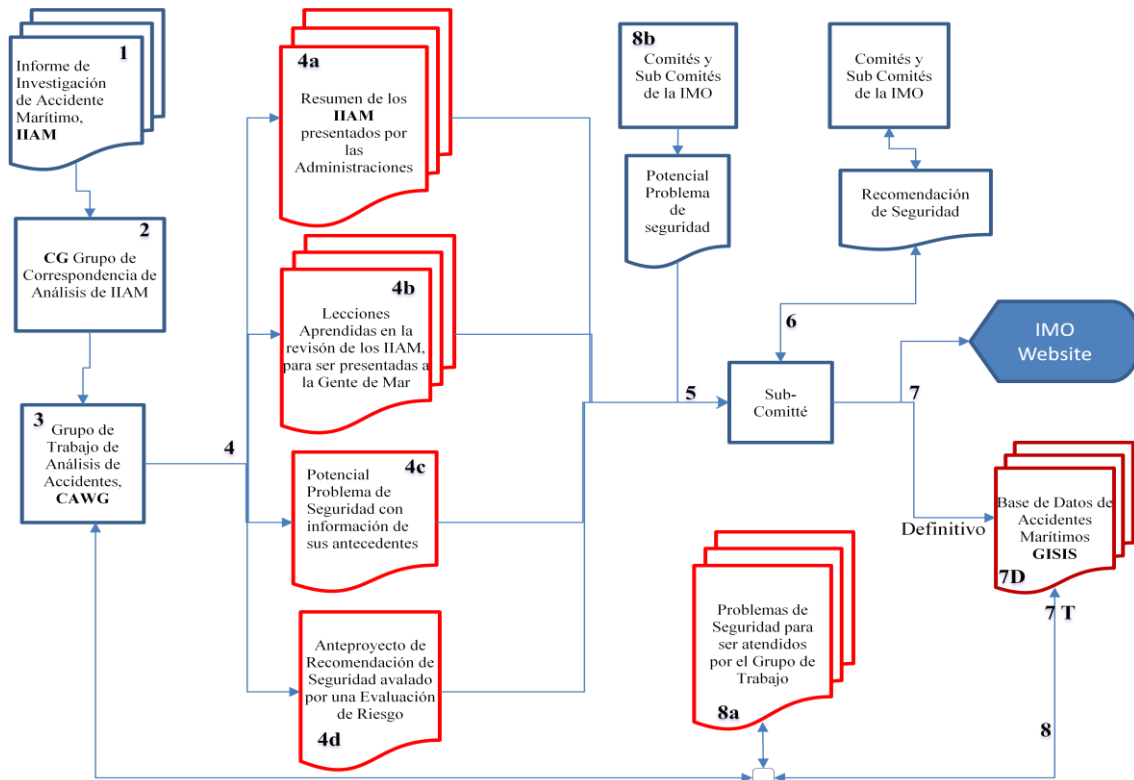 1
Informe de
Investigación
de Accidente
Marítimo,
IIAM
2
CG Grupo de
Correspondencia de
Análisis de IIAM
3
Grupo de
Trabajo de
Análisis de
Accidentes,
CAWG
4
4a
Resumen de los
IIAM
presentados por
las
Administraciones
4b
Lecciones
Aprendidas en la
revisón de los IIAM,
para ser presentadas a
la Gente de Mar
4c
Potencial
Problema de
Seguridad con
información de
sus antecedentes
Anteproyecto de
Recomendación de
Seguridad avalado
por una Evaluación
de Riesgo
4d
8b
Comités y
Sub Comités
de la IMO
Potencial
Problema
de
seguridad
Comités y
Sub Comités
de la IMO
Recomendación
de Seguridad
6
5
Sub-
Comitté
7
IMO
Website
Definitivo
Base de Datos de
Accidentes
Marítimos
GISIS
7D
7 T
8
Problemas de
Seguridad para
ser atendidos
por el Grupo de
Trabajo
8a